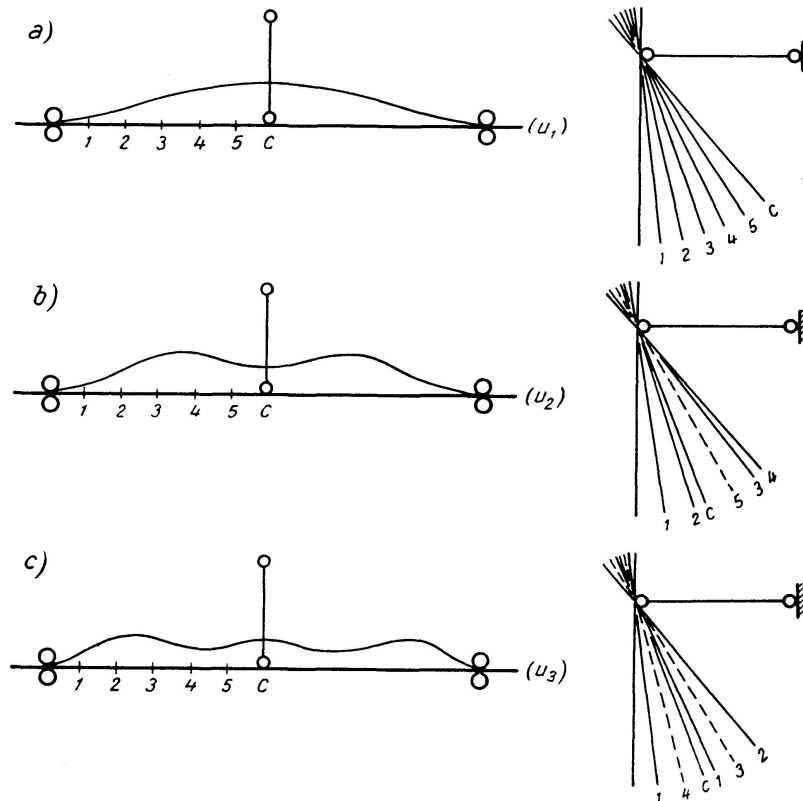 a)
1 2 3 4 5 C (u₁)
1 2 3 4 5 C
b)
1 2 3 4 5 C (u₂)
1 2 C 5 3 4
c)
1 2 3 4 5 C (u₃)
1 4 C 1 3 2